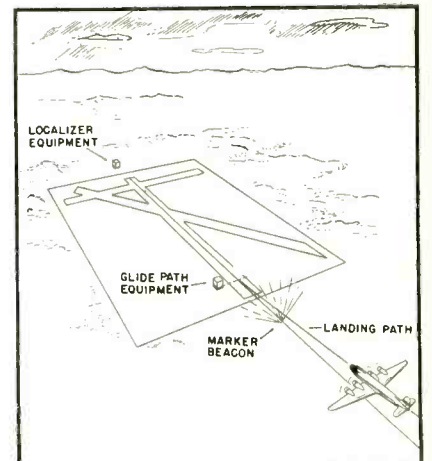 LOCALIZER
EQUIPMENT
GLIDE PATH
EQUIPMENT
LANDING PATH
MARKER
BEACON